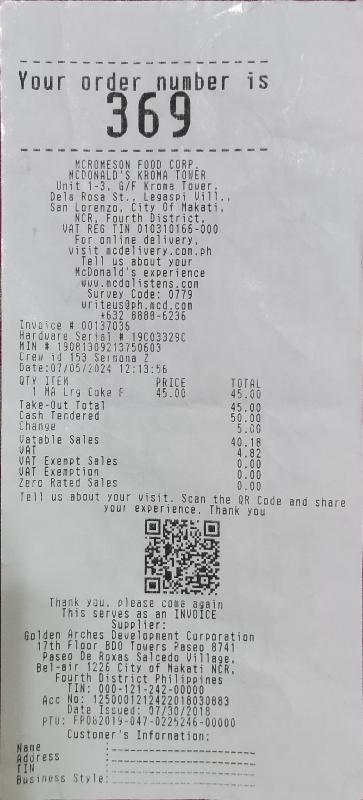 Your order number is
369
MCROMESON FOOD CORP.
MCDONALD'S KROMA TOWER
Unit 1-3, G/F Kroma Tower,
Dela Rosa St., Legaspi Vill.,
San Lorenzo, City Of Makati,
NCR, Fourth District,
VAT REG TIN 010310166-000
For online delivery,
visit mcdelivery.com.ph
Tell us about your
McDonald's experience
www.mcdolistens.com
Survey Code: 0779
writeus@ph.mcd.com
+632 8888-6236
Invoice # 00137036
Hardware Serial # 19C03329C
MIN # 19081309213750603
Crew id 153 Semona Z
Date:07/05/2024 12:13:56
QTY ITEM PRICE TOTAL
1 MA Lrg Coke F 45.00 45.00
Take-Out Total 45.00
Cash Tendered 50.00
Change 5.00
Vatable Sales 40.18
VAT 4.82
VAT Exempt Sales 0.00
VAT Exemption 0.00
Zero Rated Sales 0.00
Tell us about your visit. Scan the QR Code and share
your experience. Thank you
Thank you, please come again
This serves as an INVOICE
Supplier:
Golden Arches Development Corporation
17th Floor BDO Towers Paseo 8741
Paseo De Roxas Salcedo Village,
Bel-air 1226 City of Makati NCR,
Fourth District Philippines
TIN: 000-121-242-00000
Acc No: 1250001212422018030883
Date Issued: 07/30/2018
PTU: FP082019-047-0225246-00000
Customer's Information:
Name :
Address :
TIN :
Business Style: